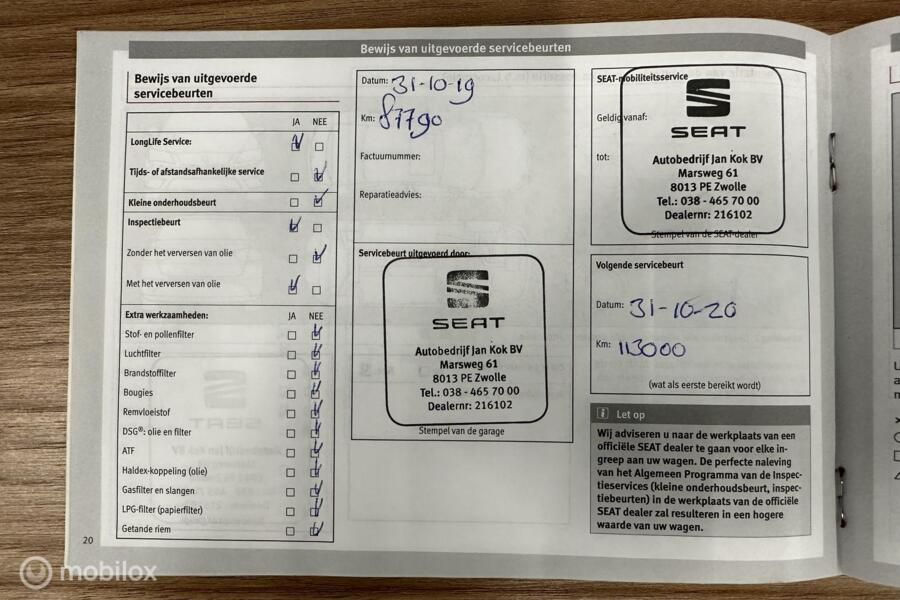 Bewijs van uitgevoerde servicebeurten
Bewijs van uitgevoerde
servicebeurten
JA NEE
LongLife Service:
Tijds- of afstandsafhankelijke service
Kleine onderhoudsbeurt
Inspectiebeurt
Zonder het verversen van olie
Met het verversen van olie
Extra werkzaamheden: JA NEE
Stof- en pollenfilter
Luchtfilter
Brandstoffilter
Bougies
Remvloeistof
DSG®: olie en filter
ATF
Haldex-koppeling (olie)
Gasfilter en slangen
LPG-filter (papierfilter)
Getande riem
20
Datum: 31-10-19
Km: 87790
Factuurnummer:
Reparatieadvies:
Servicebeurt uitgevoerd door:
SEAT
Autobedrijf Jan Kok BV
Marsweg 61
8013 PE Zwolle
Tel.: 038 - 465 70 00
Dealernr: 216102
Stempel van de garage
SEAT-mobiliteitsservice
Geldig vanaf:
tot:
SEAT
Autobedrijf Jan Kok BV
Marsweg 61
8013 PE Zwolle
Tel.: 038 - 465 70 00
Dealernr: 216102
Stempel van de SEAT-dealer
Volgende servicebeurt
Datum: 31-10-20
Km: 113000
(wat als eerste bereikt wordt)
i Let op
Wij adviseren u naar de werkplaats van een
officiële SEAT dealer te gaan voor elke in-
greep aan uw wagen. De perfecte naleving
van het Algemeen Programma van de Inspec-
tieservices (kleine onderhoudsbeurt, inspec-
tiebeurten) in de werkplaats van de officiële
SEAT dealer zal resulteren in een hogere
waarde van uw wagen.
mobilox